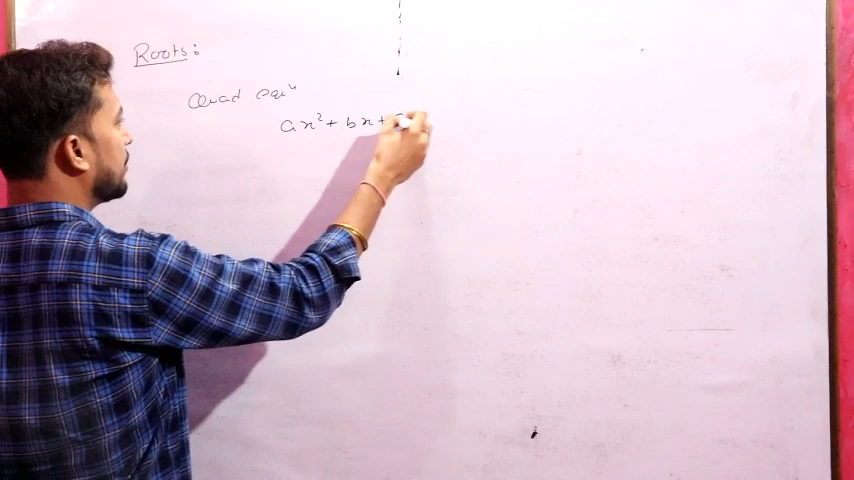 Roots:
Quad eqⁿ
ax² + bx +